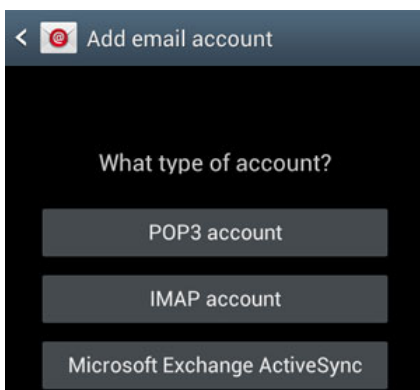 Add email account
What type of account?
POP3 account
IMAP account
Microsoft Exchange ActiveSync